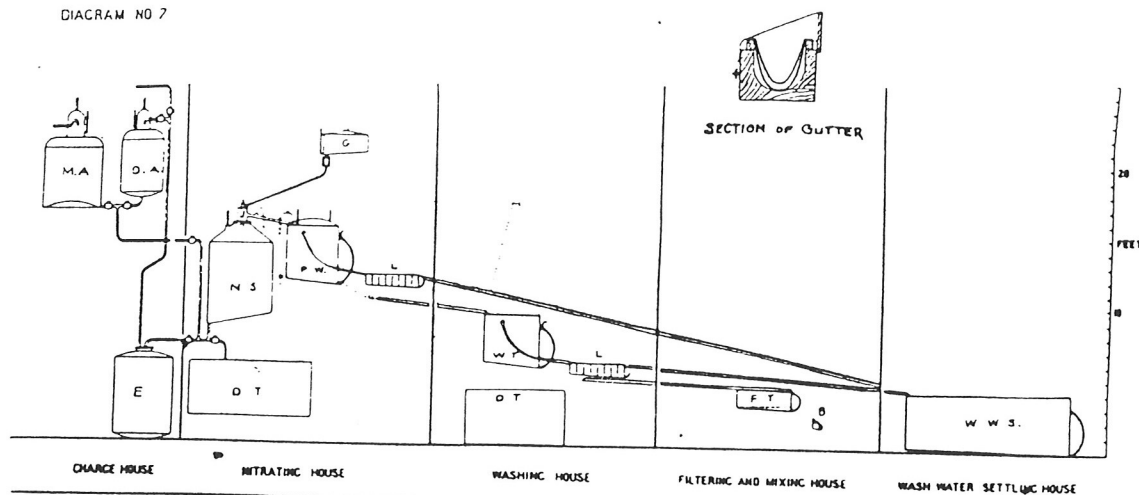 DIAGRAM NO 7
SECTION OF GUTTER
M.A
D.A
G
20
FEET
N S
P W.
L
10
W T
L
E
D T
D T
F T
B
W W S.
CHARGE HOUSE
NITRATING HOUSE
WASHING HOUSE
FILTERING AND MIXING HOUSE
WASH WATER SETTLING HOUSE